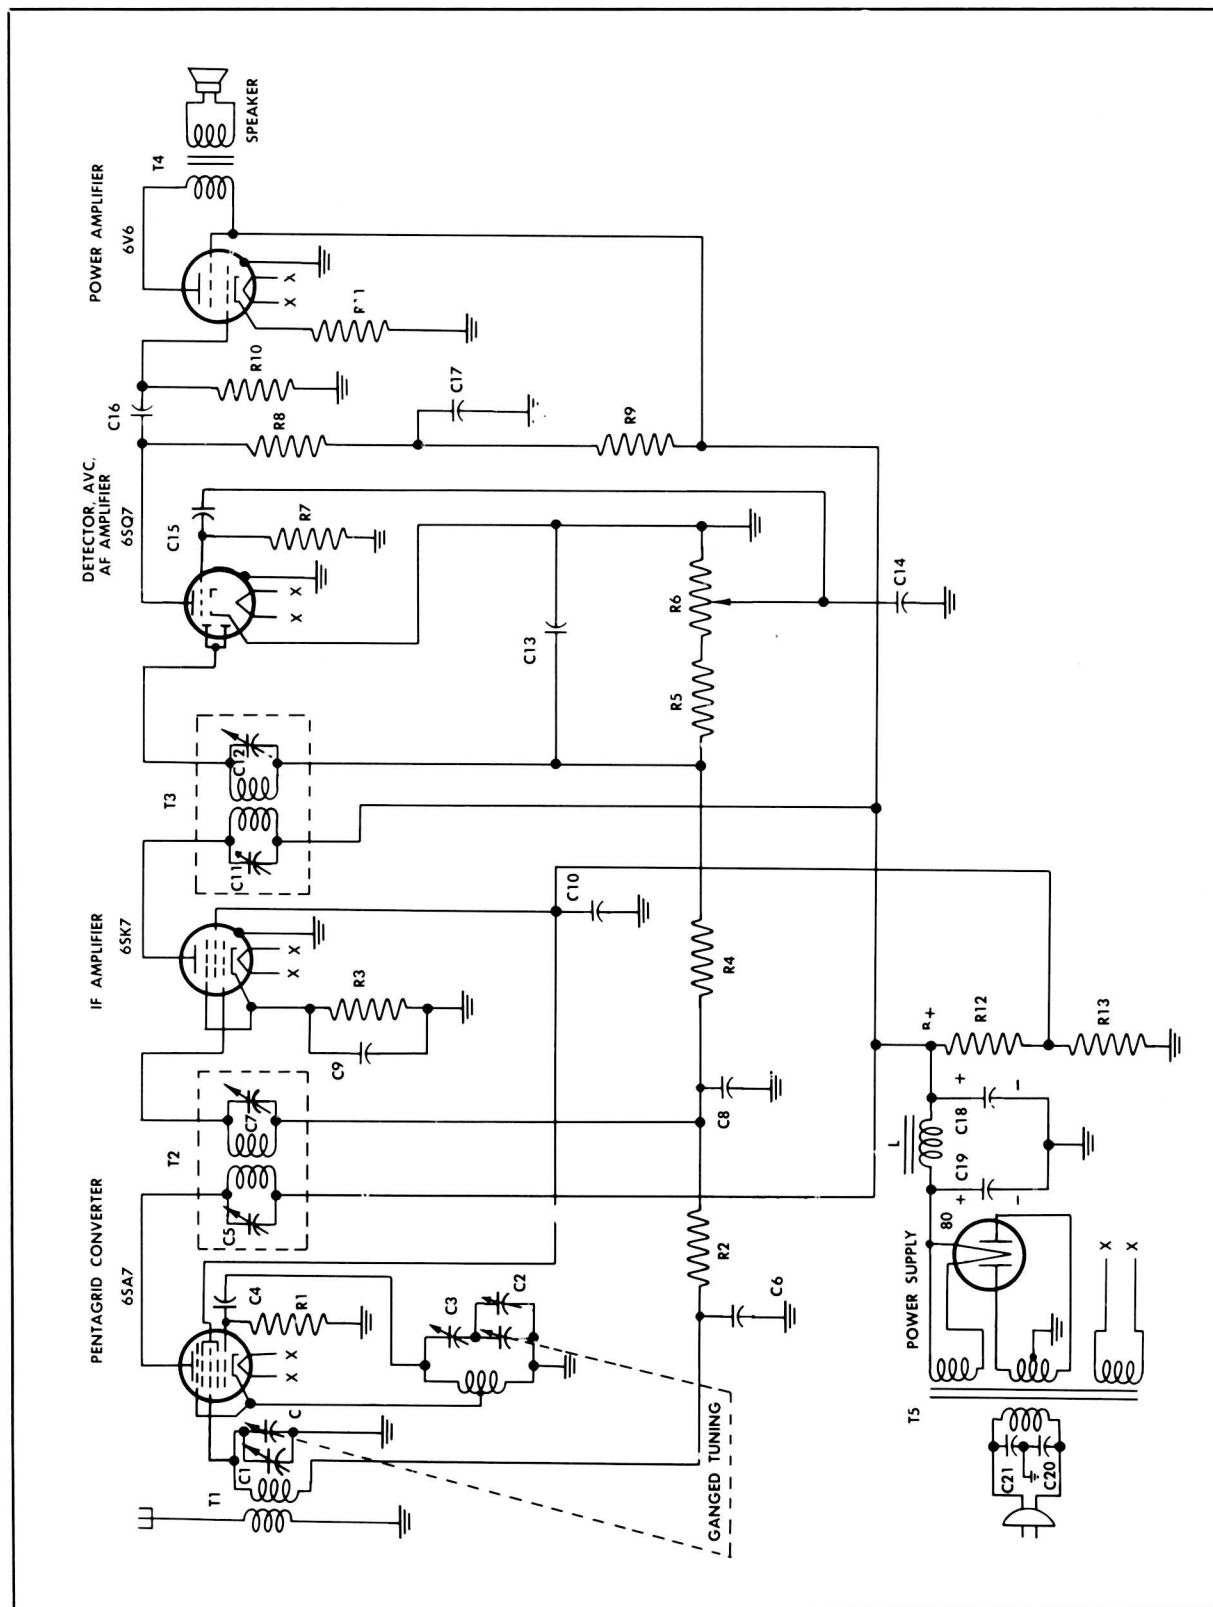 PENTAGRID CONVERTER
6SA7
IF AMPLIFIER
6SK7
DETECTOR, AVC,
AF AMPLIFIER
6SQ7
POWER AMPLIFIER
6V6
T1
C1
C
C4
R1
C3
C2
GANGED TUNING
X X
T2
C5
C7
R2
C6
C8
C9
R3
X X
C10
R4
T3
C11
C12
C13
R5
R6
C14
C15
R7
X X
C16
R8
R9
C17
R10
X X
T4
SPEAKER
POWER SUPPLY
80
T5
C21
C20
X
X
L
C19
C18
+
+
-
-
R12
R13